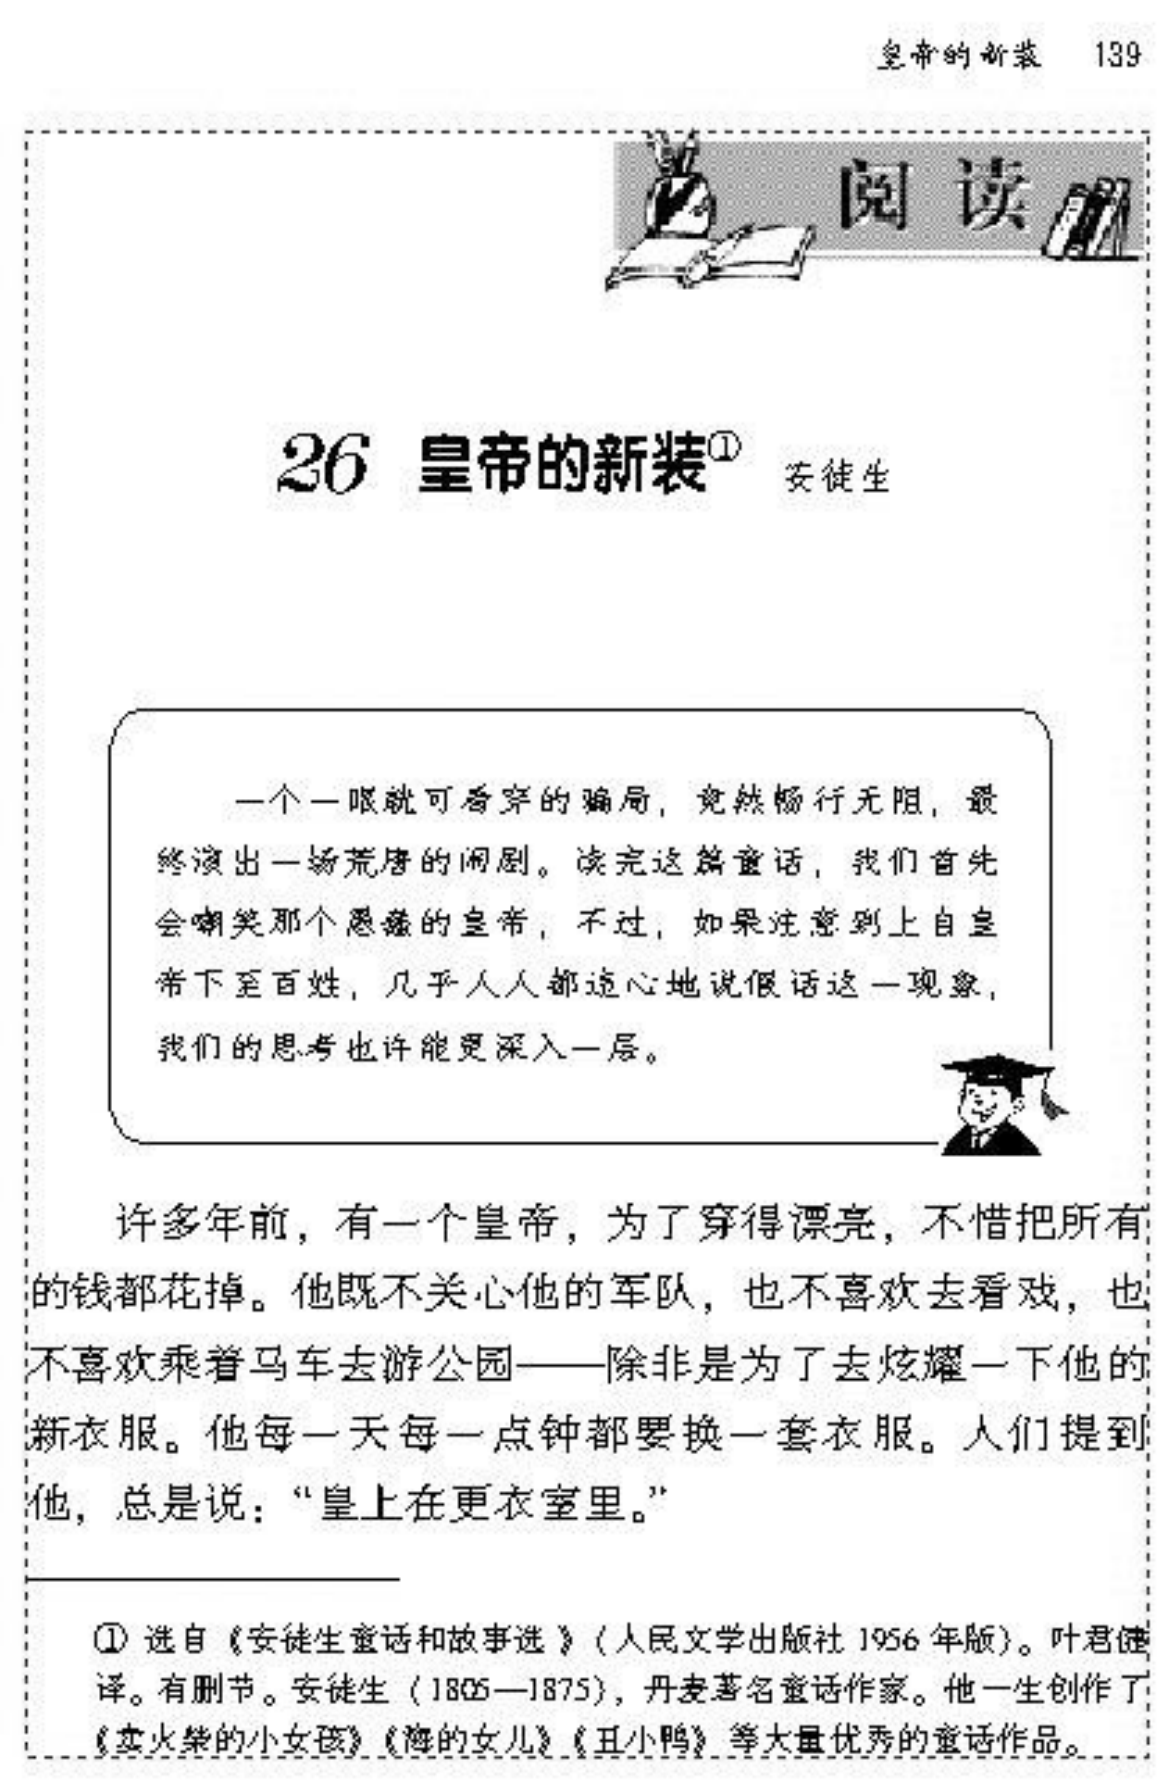 皇帝的新装 139
阅读
26 皇帝的新装① 安徒生
一个一眼就可看穿的骗局，竟然畅行无阻，最
终演出一场荒唐的闹剧。读完这篇童话，我们首先
会嘲笑那个愚蠢的皇帝，不过，如果注意到上自皇
帝下至百姓，几乎人人都违心地说假话这一现象，
我们的思考也许能更深入一层。
许多年前，有一个皇帝，为了穿得漂亮，不惜把所有
的钱都花掉。他既不关心他的军队，也不喜欢去看戏，也
不喜欢乘着马车去游公园——除非是为了去炫耀一下他的
新衣服。他每一天每一点钟都要换一套衣服。人们提到
他，总是说：“皇上在更衣室里。”
① 选自《安徒生童话和故事选》（人民文学出版社 1956 年版）。叶君健
译。有删节。安徒生（1805—1875），丹麦著名童话作家。他一生创作了
《卖火柴的小女孩》《海的女儿》《丑小鸭》等大量优秀的童话作品。